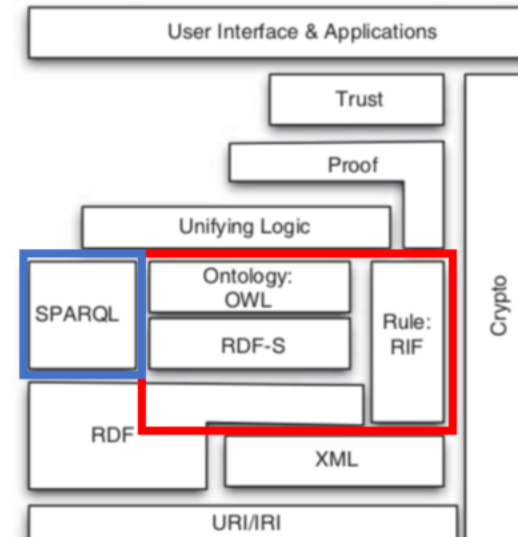 User Interface & Applications
Trust
Proof
Unifying Logic
SPARQL
Ontology:
OWL
RDF-S
Rule:
RIF
Crypto
RDF
XML
URI/IRI